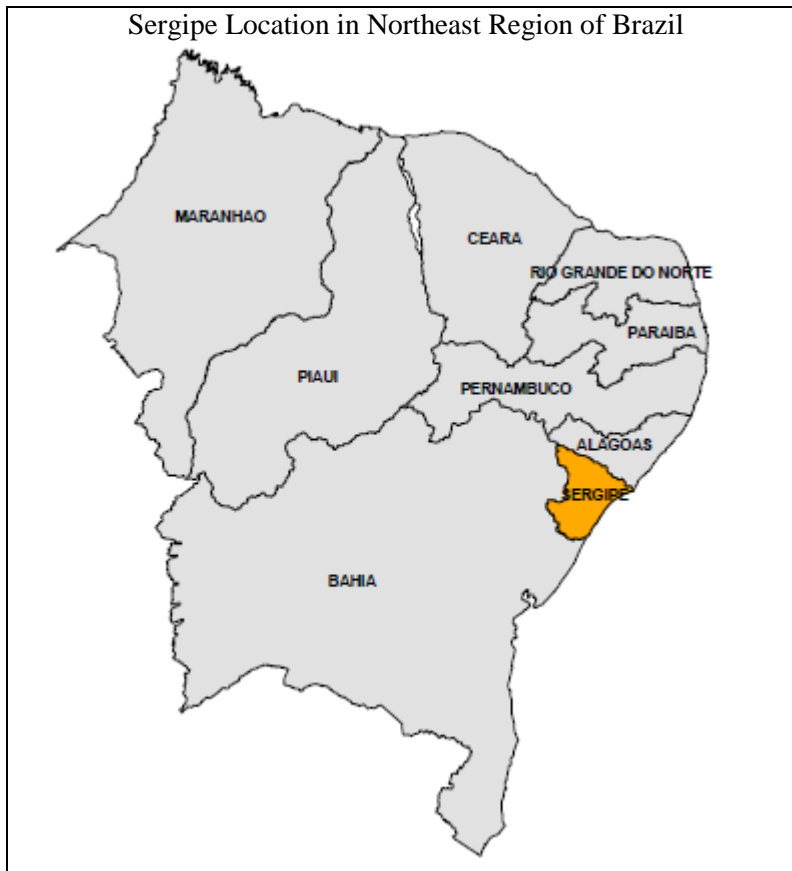 Sergipe Location in Northeast Region of Brazil
MARANHAO
CEARA
RIO GRANDE DO NORTE
PARAIBA
PIAUI
PERNAMBUCO
ALAGOAS
SERGIPE
BAHIA